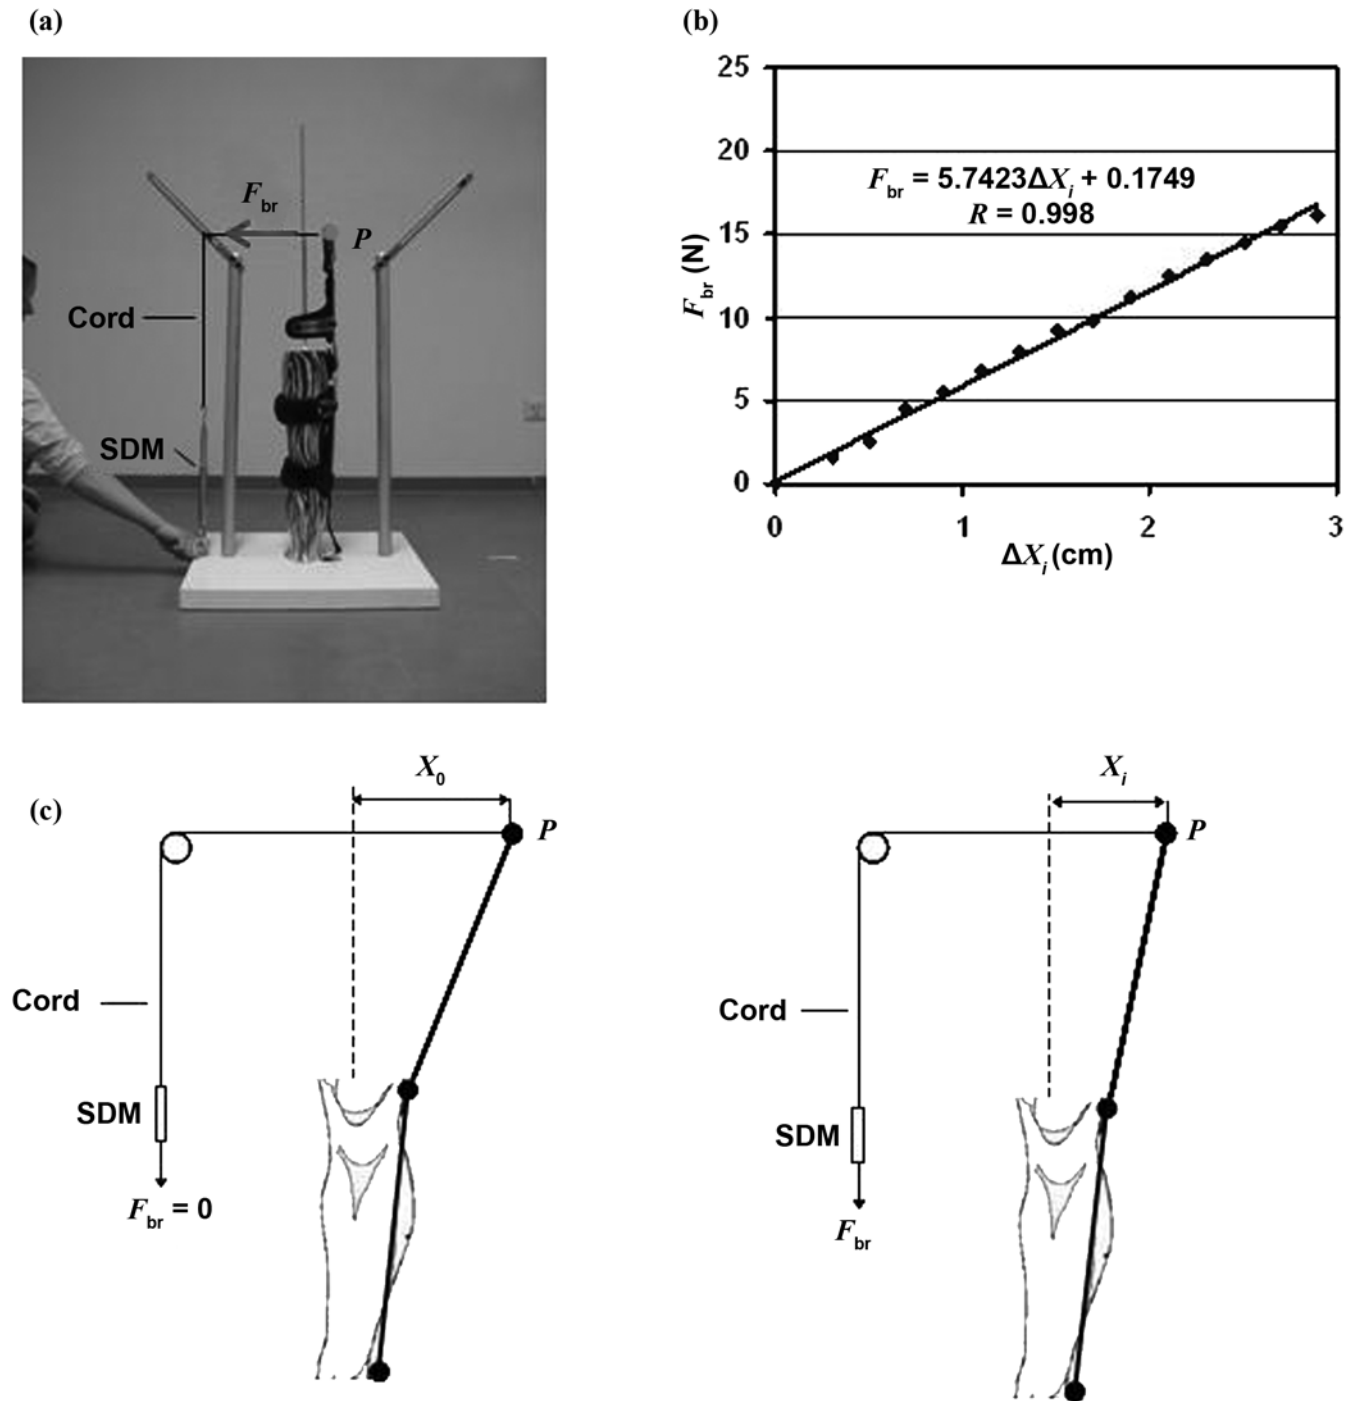 (a)
F_br
P
Cord
SDM
(b)
25
20
15
10
5
0
F_br (N)
F_br = 5.7423ΔX_i + 0.1749
R = 0.998
0 1 2 3
ΔX_i (cm)
(c)
X_0
P
Cord
SDM
F_br = 0
X_i
P
Cord
SDM
F_br